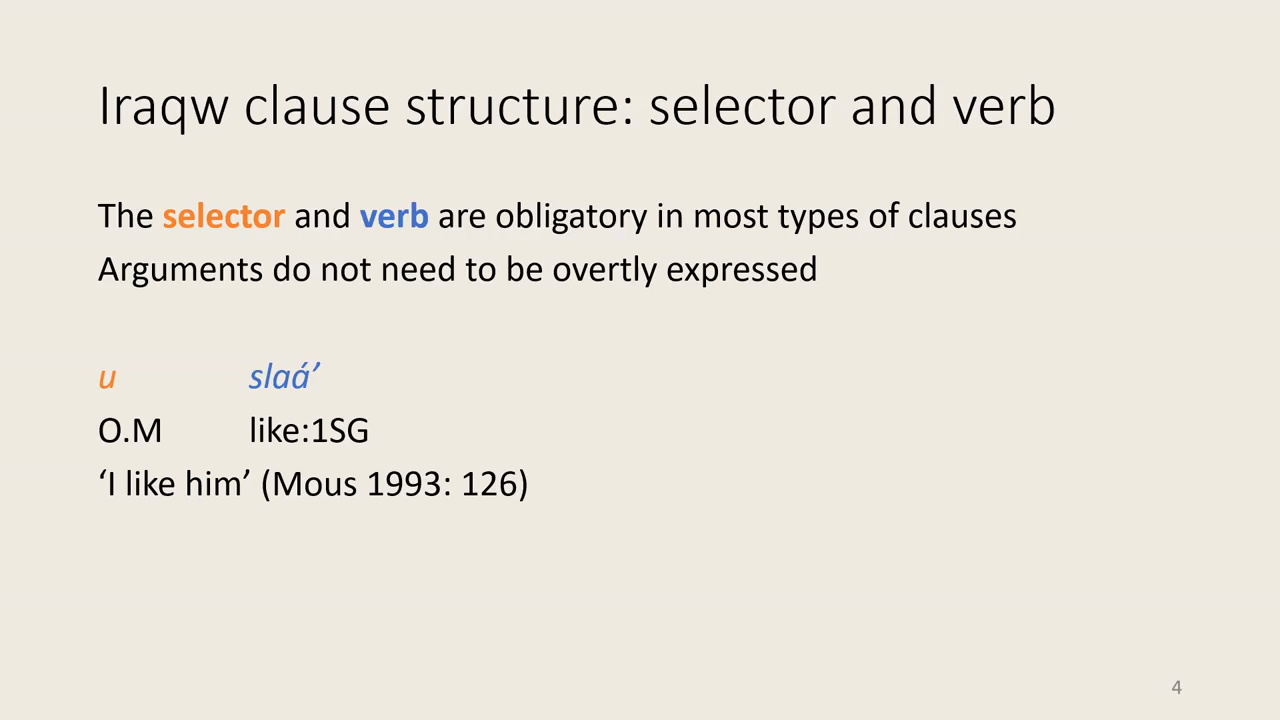 Iraqw clause structure: selector and verb
The selector and verb are obligatory in most types of clauses
Arguments do not need to be overtly expressed
u slaá’
O.M like:1SG
‘I like him’ (Mous 1993: 126)
4